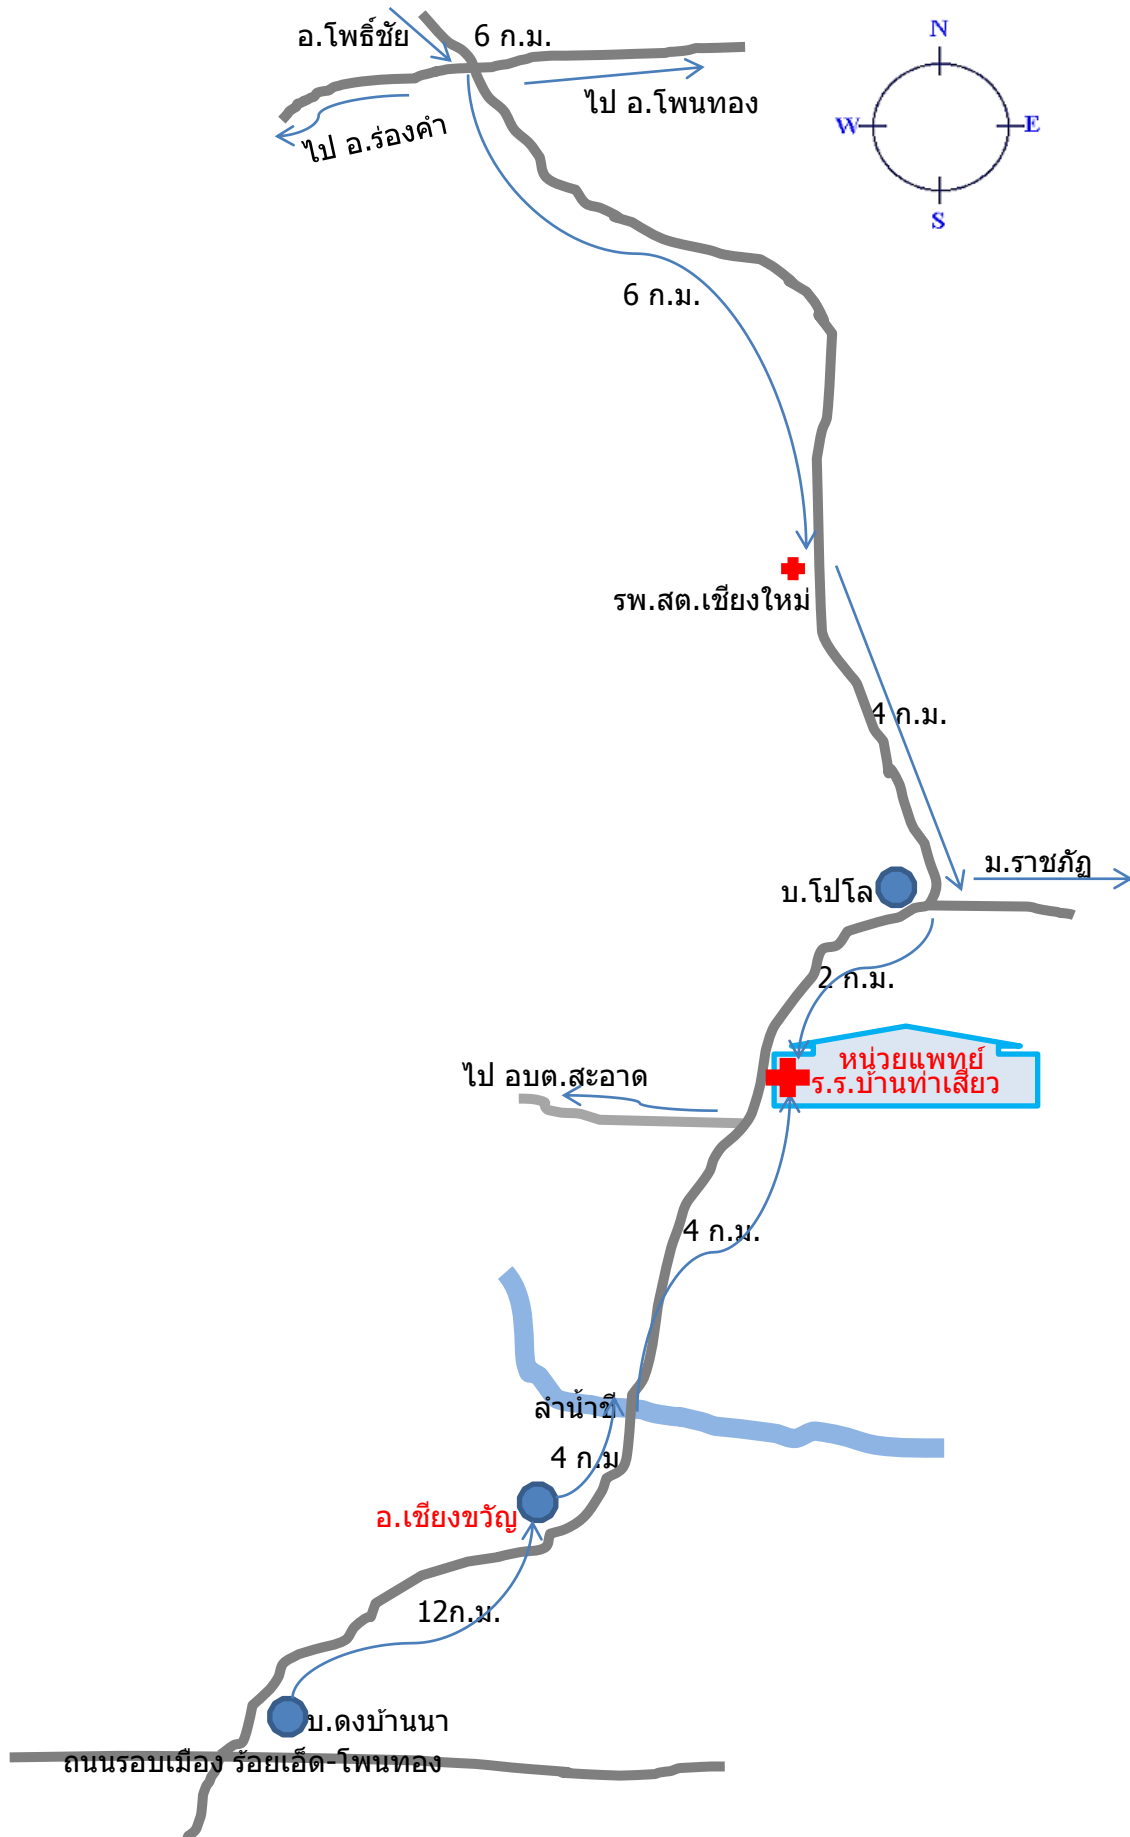 อ.โพธิ์ชัย
6 ก.ม.
ไป อ.โพนทอง
ไป อ.ร่องคำ
N
W
E
S
6 ก.ม.
รพ.สต.เชียงใหม่
4 ก.ม.
ม.ราชภัฏ
บ.โปโล
2 ก.ม.
หน่วยแพทย์
ร.ร.บ้านท่าเสียว
ไป อบต.สะอาด
4 ก.ม.
ลำน้ำชี
4 ก.ม
อ.เชียงขวัญ
12ก.ม.
บ.ดงบ้านนา
ถนนรอบเมือง ร้อยเอ็ด-โพนทอง